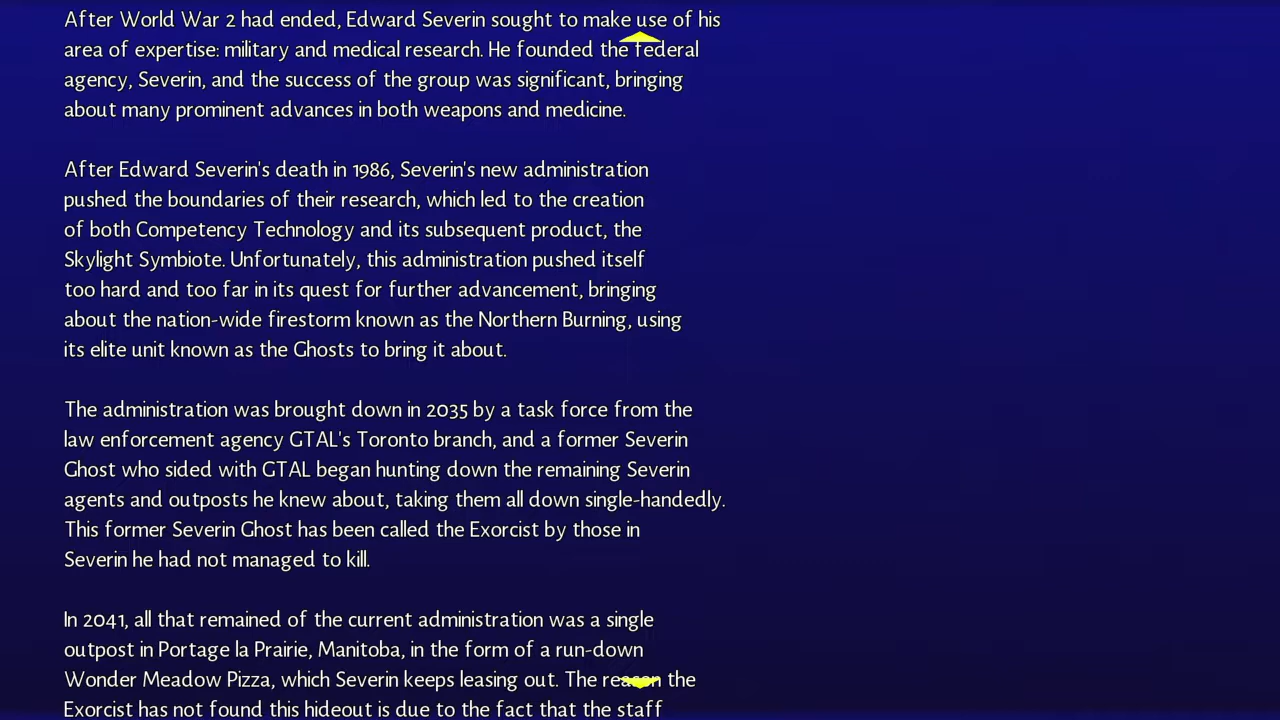 After World War 2 had ended, Edward Severin sought to make use of his
area of expertise: military and medical research. He founded the federal
agency, Severin, and the success of the group was significant, bringing
about many prominent advances in both weapons and medicine.
After Edward Severin's death in 1986, Severin's new administration
pushed the boundaries of their research, which led to the creation
of both Competency Technology and its subsequent product, the
Skylight Symbiote. Unfortunately, this administration pushed itself
too hard and too far in its quest for further advancement, bringing
about the nation-wide firestorm known as the Northern Burning, using
its elite unit known as the Ghosts to bring it about.
The administration was brought down in 2035 by a task force from the
law enforcement agency GTAL's Toronto branch, and a former Severin
Ghost who sided with GTAL began hunting down the remaining Severin
agents and outposts he knew about, taking them all down single-handedly.
This former Severin Ghost has been called the Exorcist by those in
Severin he had not managed to kill.
In 2041, all that remained of the current administration was a single
outpost in Portage la Prairie, Manitoba, in the form of a run-down
Wonder Meadow Pizza, which Severin keeps leasing out. The reason the
Exorcist has not found this hideout is due to the fact that the staff